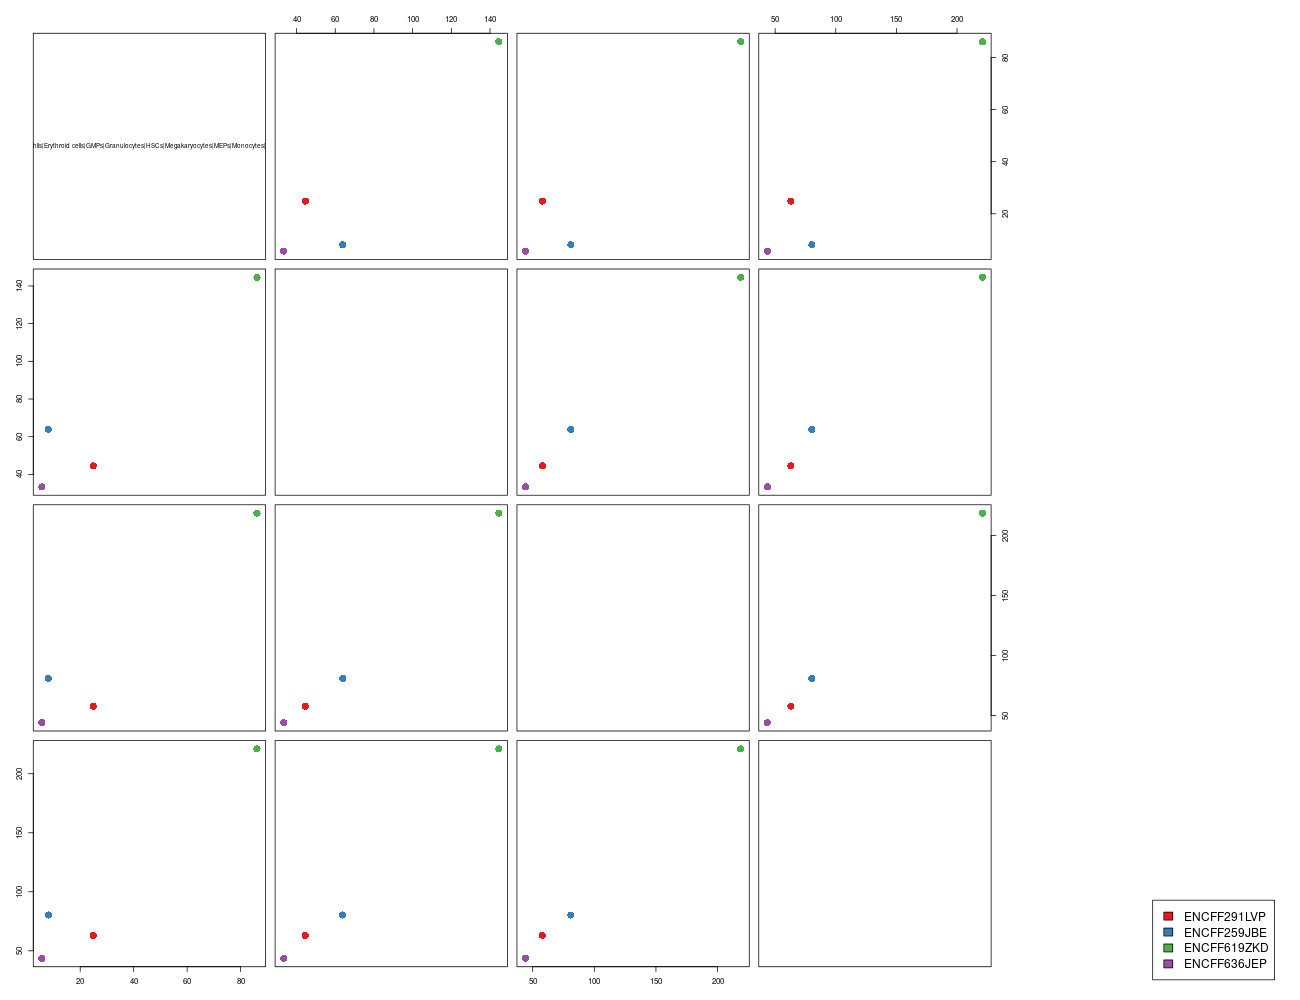 40 60 80 100 120 140
50 100 150 200
nils|Erythroid cells|GMPs|Granulocytes|HSCs|Megakaryocytes|MEPs|Monocytes|
80
60
40
20
140
120
100
80
60
40
200
150
100
50
200
150
100
50
20 40 60 80
50 100 150 200
ENCFF291LVP
ENCFF259JBE
ENCFF619ZKD
ENCFF636JEP